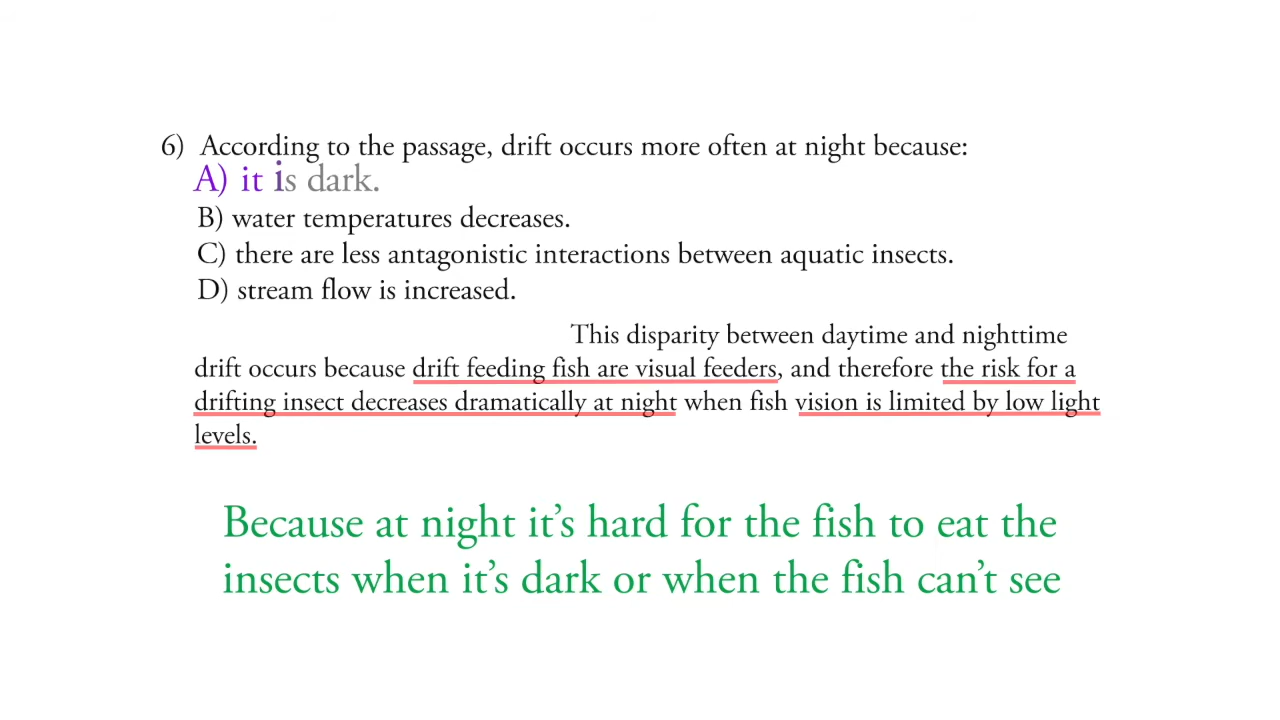 6) According to the passage, drift occurs more often at night because:
A) it is dark.
B) water temperatures decreases.
C) there are less antagonistic interactions between aquatic insects.
D) stream flow is increased.
This disparity between daytime and nighttime
drift occurs because drift feeding fish are visual feeders, and therefore the risk for a
drifting insect decreases dramatically at night when fish vision is limited by low light
levels.
Because at night it’s hard for the fish to eat the
insects when it’s dark or when the fish can’t see